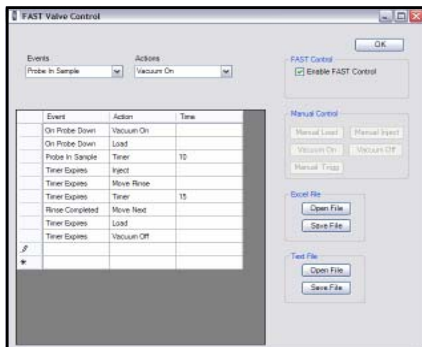 FAST Valve Control
OK
Events
Actions
Probe In Sample
Vacuum On
FAST Control
Enable FAST Control
Event Action Time
On Probe Down Vacuum On
On Probe Down Load
Probe In Sample Timer 10
Timer Expires Inject
Timer Expires Move Rinse
Timer Expires Timer 15
Rinse Completed Move Next
Timer Expires Load
Timer Expires Vacuum Off
Manual Control
Manual Load Manual Inject
Vacuum On Vacuum Off
Manual Trigg
Excel File
Open File
Save File
Text File
Open File
Save File